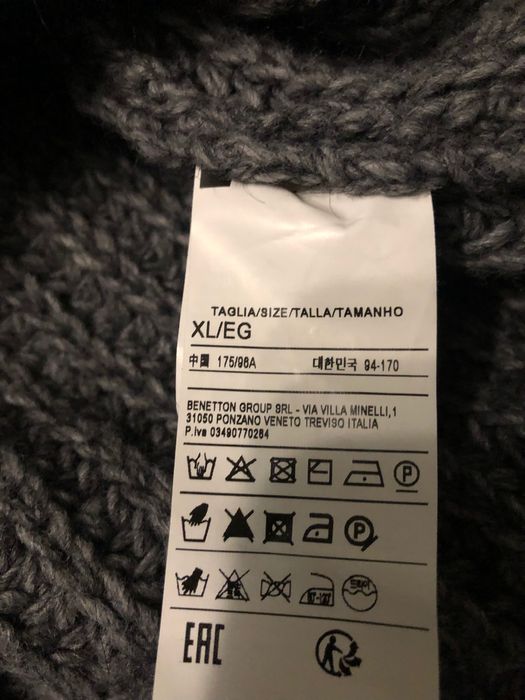 TAGLIA/SIZE/TALLA/TAMANHO
XL/EG
中国 175/96A 대한민국 94-170
BENETTON GROUP SRL - VIA VILLA MINELLI,1
31050 PONZANO VENETO TREVISO ITALIA
P.iva 03490770264
P
P
EAC